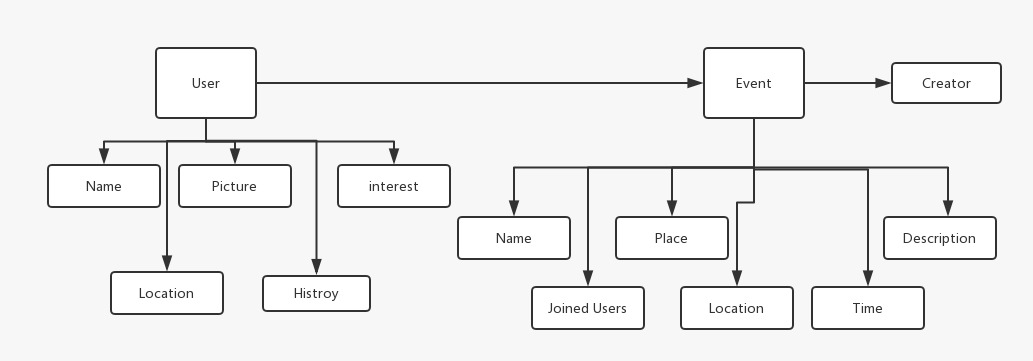 User
Event
Creator
Name
Picture
interest
Location
Histroy
Name
Place
Description
Joined Users
Location
Time